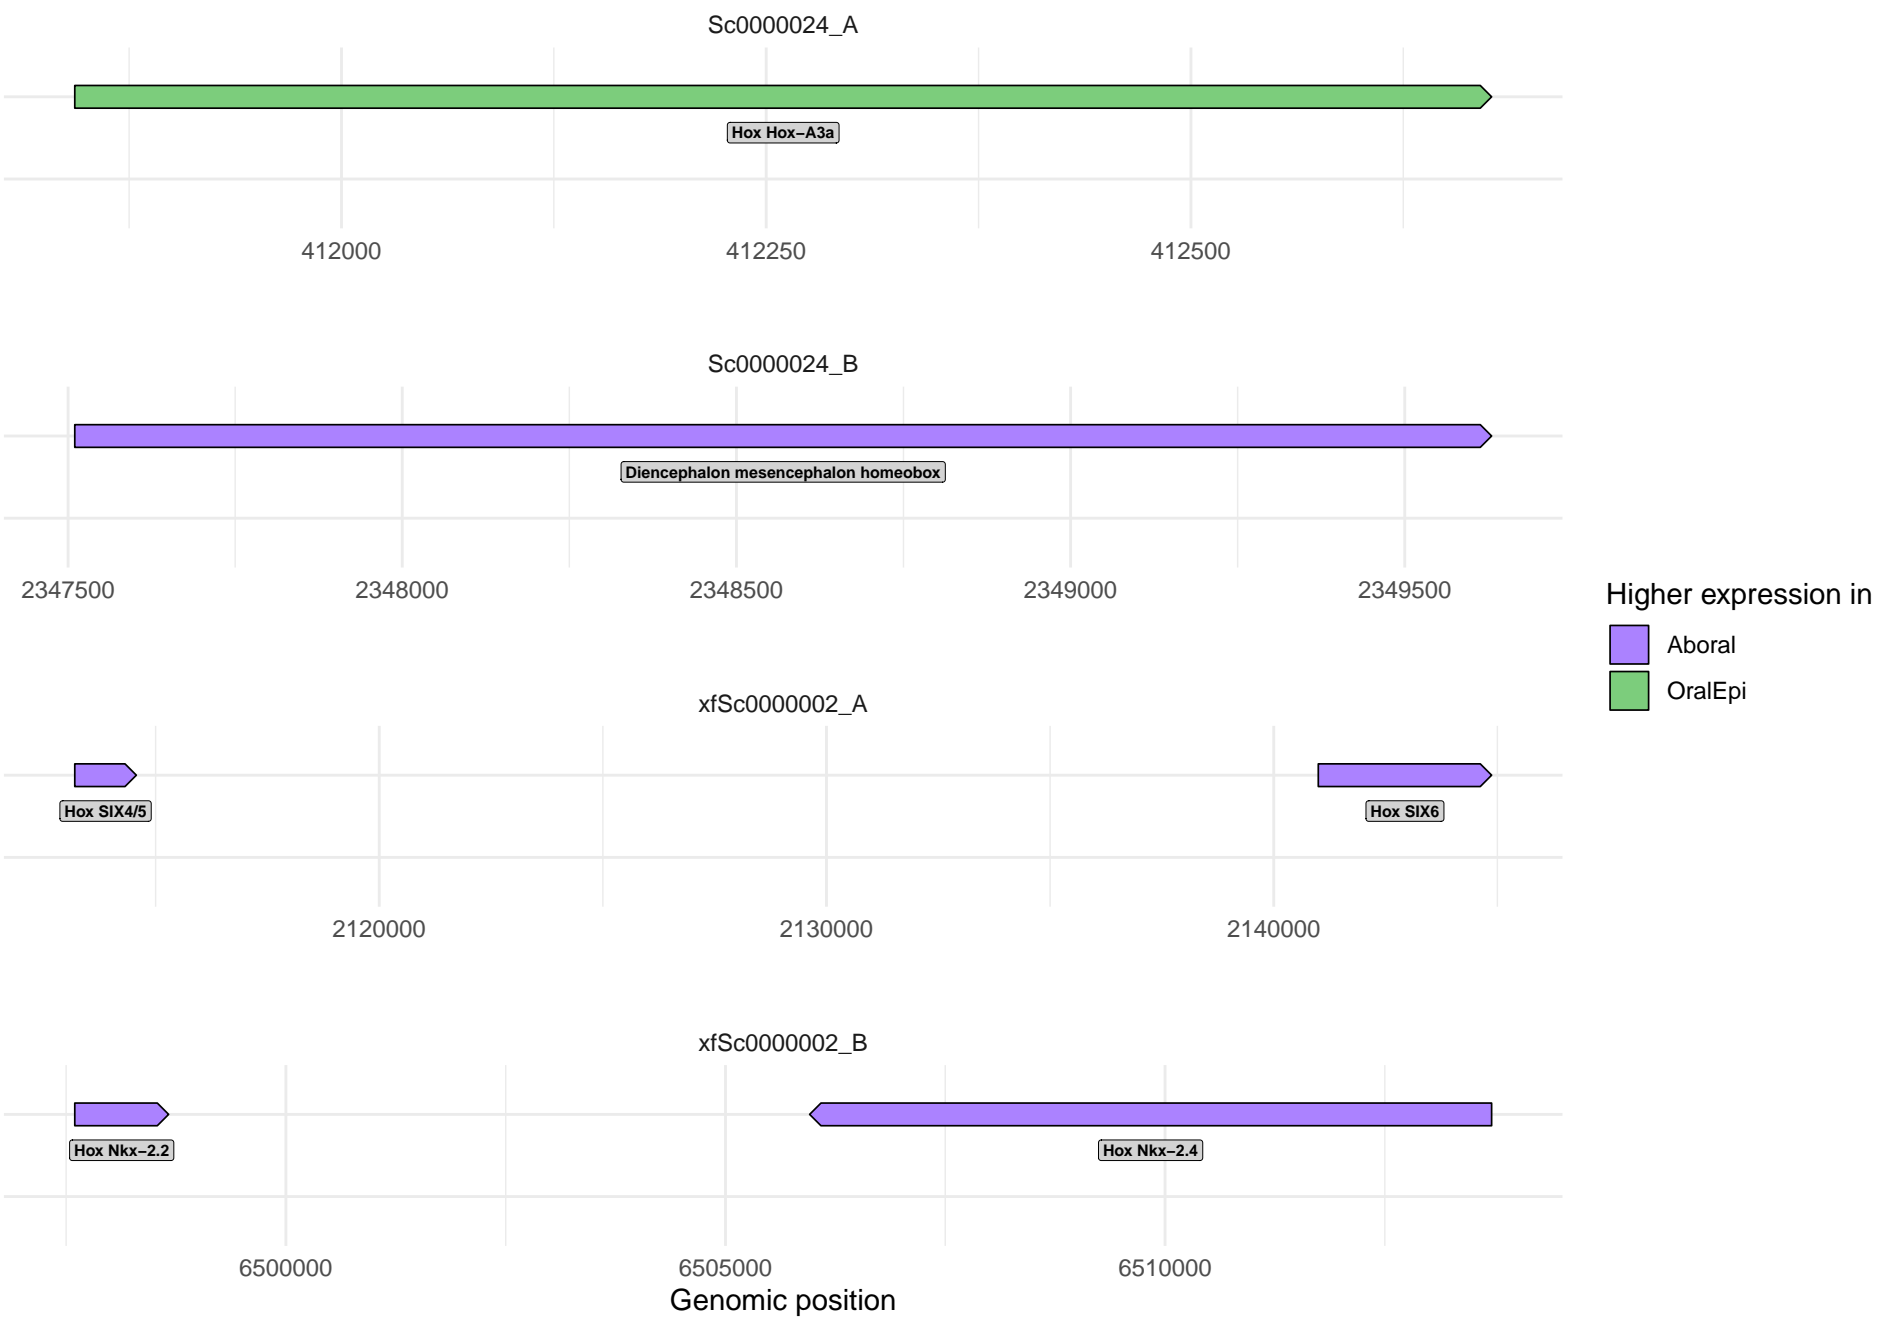 Sc0000024_A
Hox Hox−A3a
412000 412250 412500
Sc0000024_B
Diencephalon mesencephalon homeobox
2347500 2348000 2348500 2349000 2349500
Higher expression in
Aboral
OralEpi
xfSc0000002_A
Hox SIX4/5 Hox SIX6
2120000 2130000 2140000
xfSc0000002_B
Hox Nkx−2.2 Hox Nkx−2.4
6500000 6505000 6510000
Genomic position